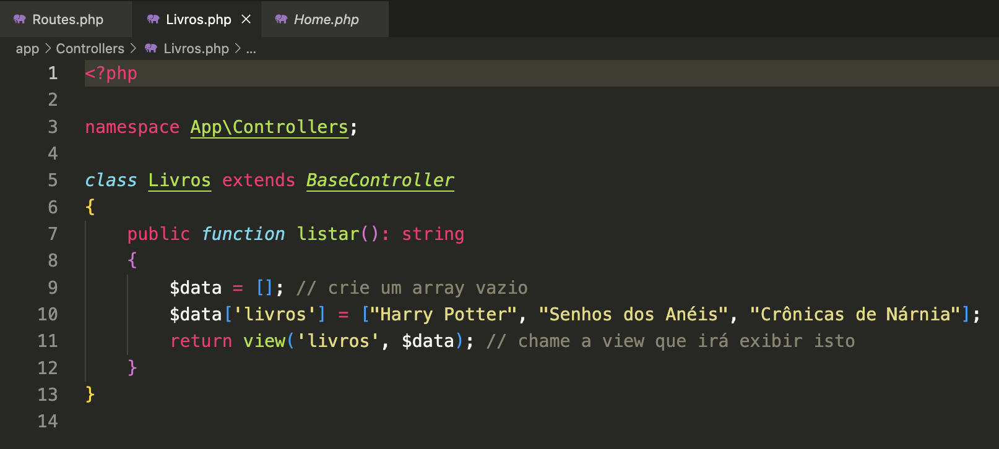 Routes.php Livros.php Home.php
app > Controllers > Livros.php > ...
1 <?php
2
3 namespace App\Controllers;
4
5 class Livros extends BaseController
6 {
7     public function listar(): string
8     {
9         $data = []; // crie um array vazio
10         $data['livros'] = ["Harry Potter", "Senhos dos Anéis", "Crônicas de Nárnia"];
11         return view('livros', $data); // chame a view que irá exibir isto
12     }
13 }
14